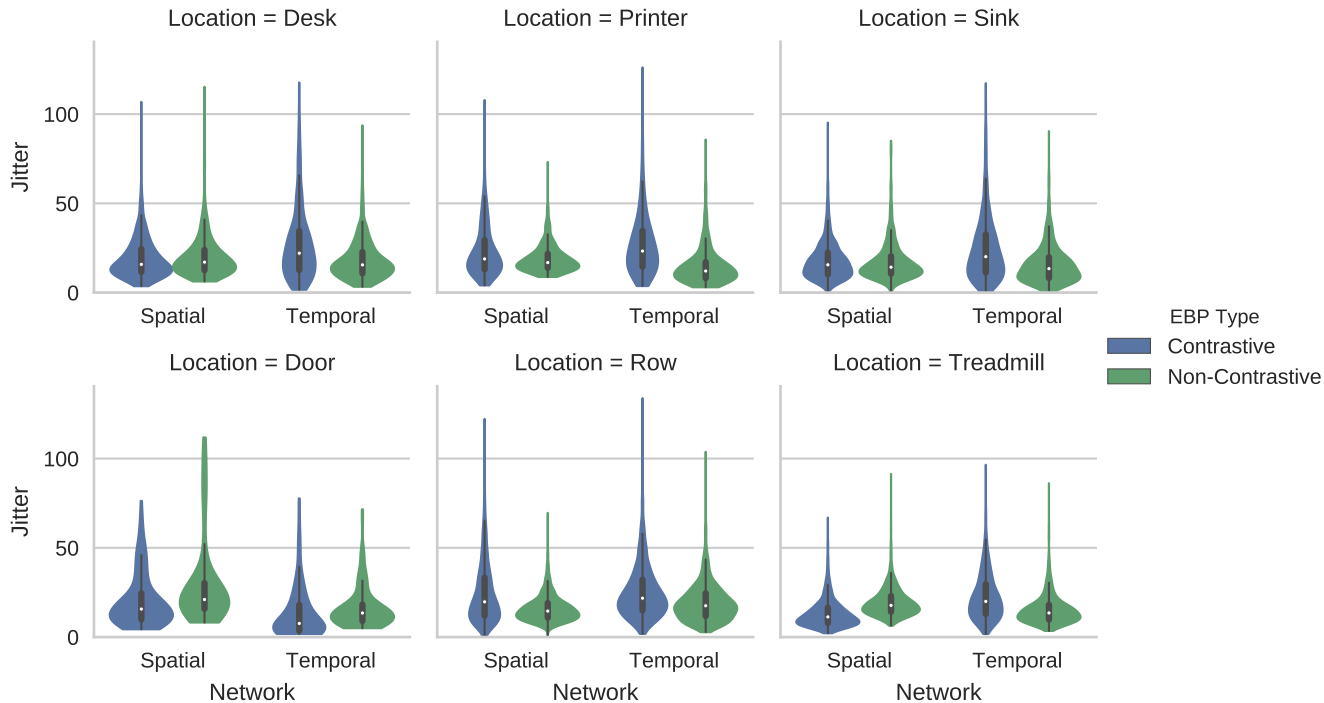 Location = Desk
Location = Printer
Location = Sink
Jitter
100
50
0
Spatial
Temporal
Spatial
Temporal
Spatial
Temporal
EBP Type
Contrastive
Non-Contrastive
Location = Door
Location = Row
Location = Treadmill
Jitter
100
50
0
Spatial
Temporal
Spatial
Temporal
Spatial
Temporal
Network
Network
Network